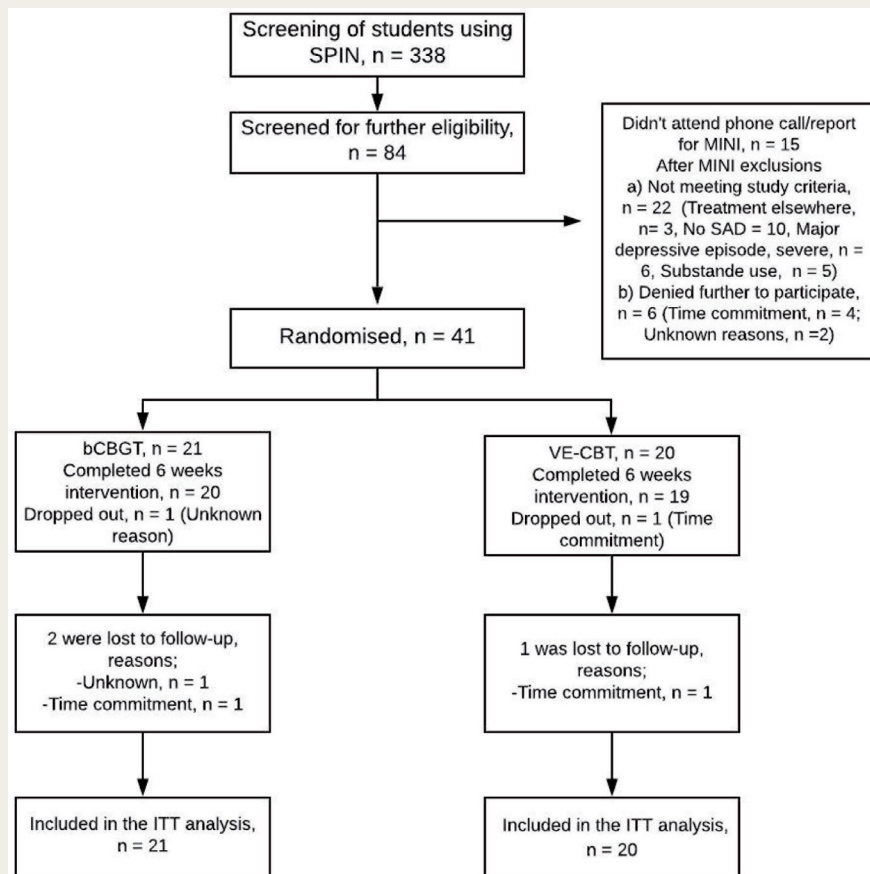 Screening of students using
SPIN, n = 338
Screened for further eligibility,
n = 84
Didn't attend phone call/report
for MINI, n = 15
After MINI exclusions
a) Not meeting study criteria,
n = 22  (Treatment elsewhere,
n= 3, No SAD = 10, Major
depressive episode, severe, n =
6, Substande use,  n = 5)
b) Denied further to participate,
n = 6 (Time commitment, n = 4;
Unknown reasons, n =2)
Randomised, n = 41
bCBGT, n = 21
Completed 6 weeks
intervention, n = 20
Dropped out, n = 1 (Unknown
reason)
VE-CBT, n = 20
Completed 6 weeks
intervention, n = 19
Dropped out, n = 1 (Time
commitment)
2 were lost to follow-up,
reasons;
-Unknown, n = 1
-Time commitment, n = 1
1 was lost to follow-up,
reasons;
-Time commitment, n = 1
Included in the ITT analysis,
n = 21
Included in the ITT analysis,
n = 20